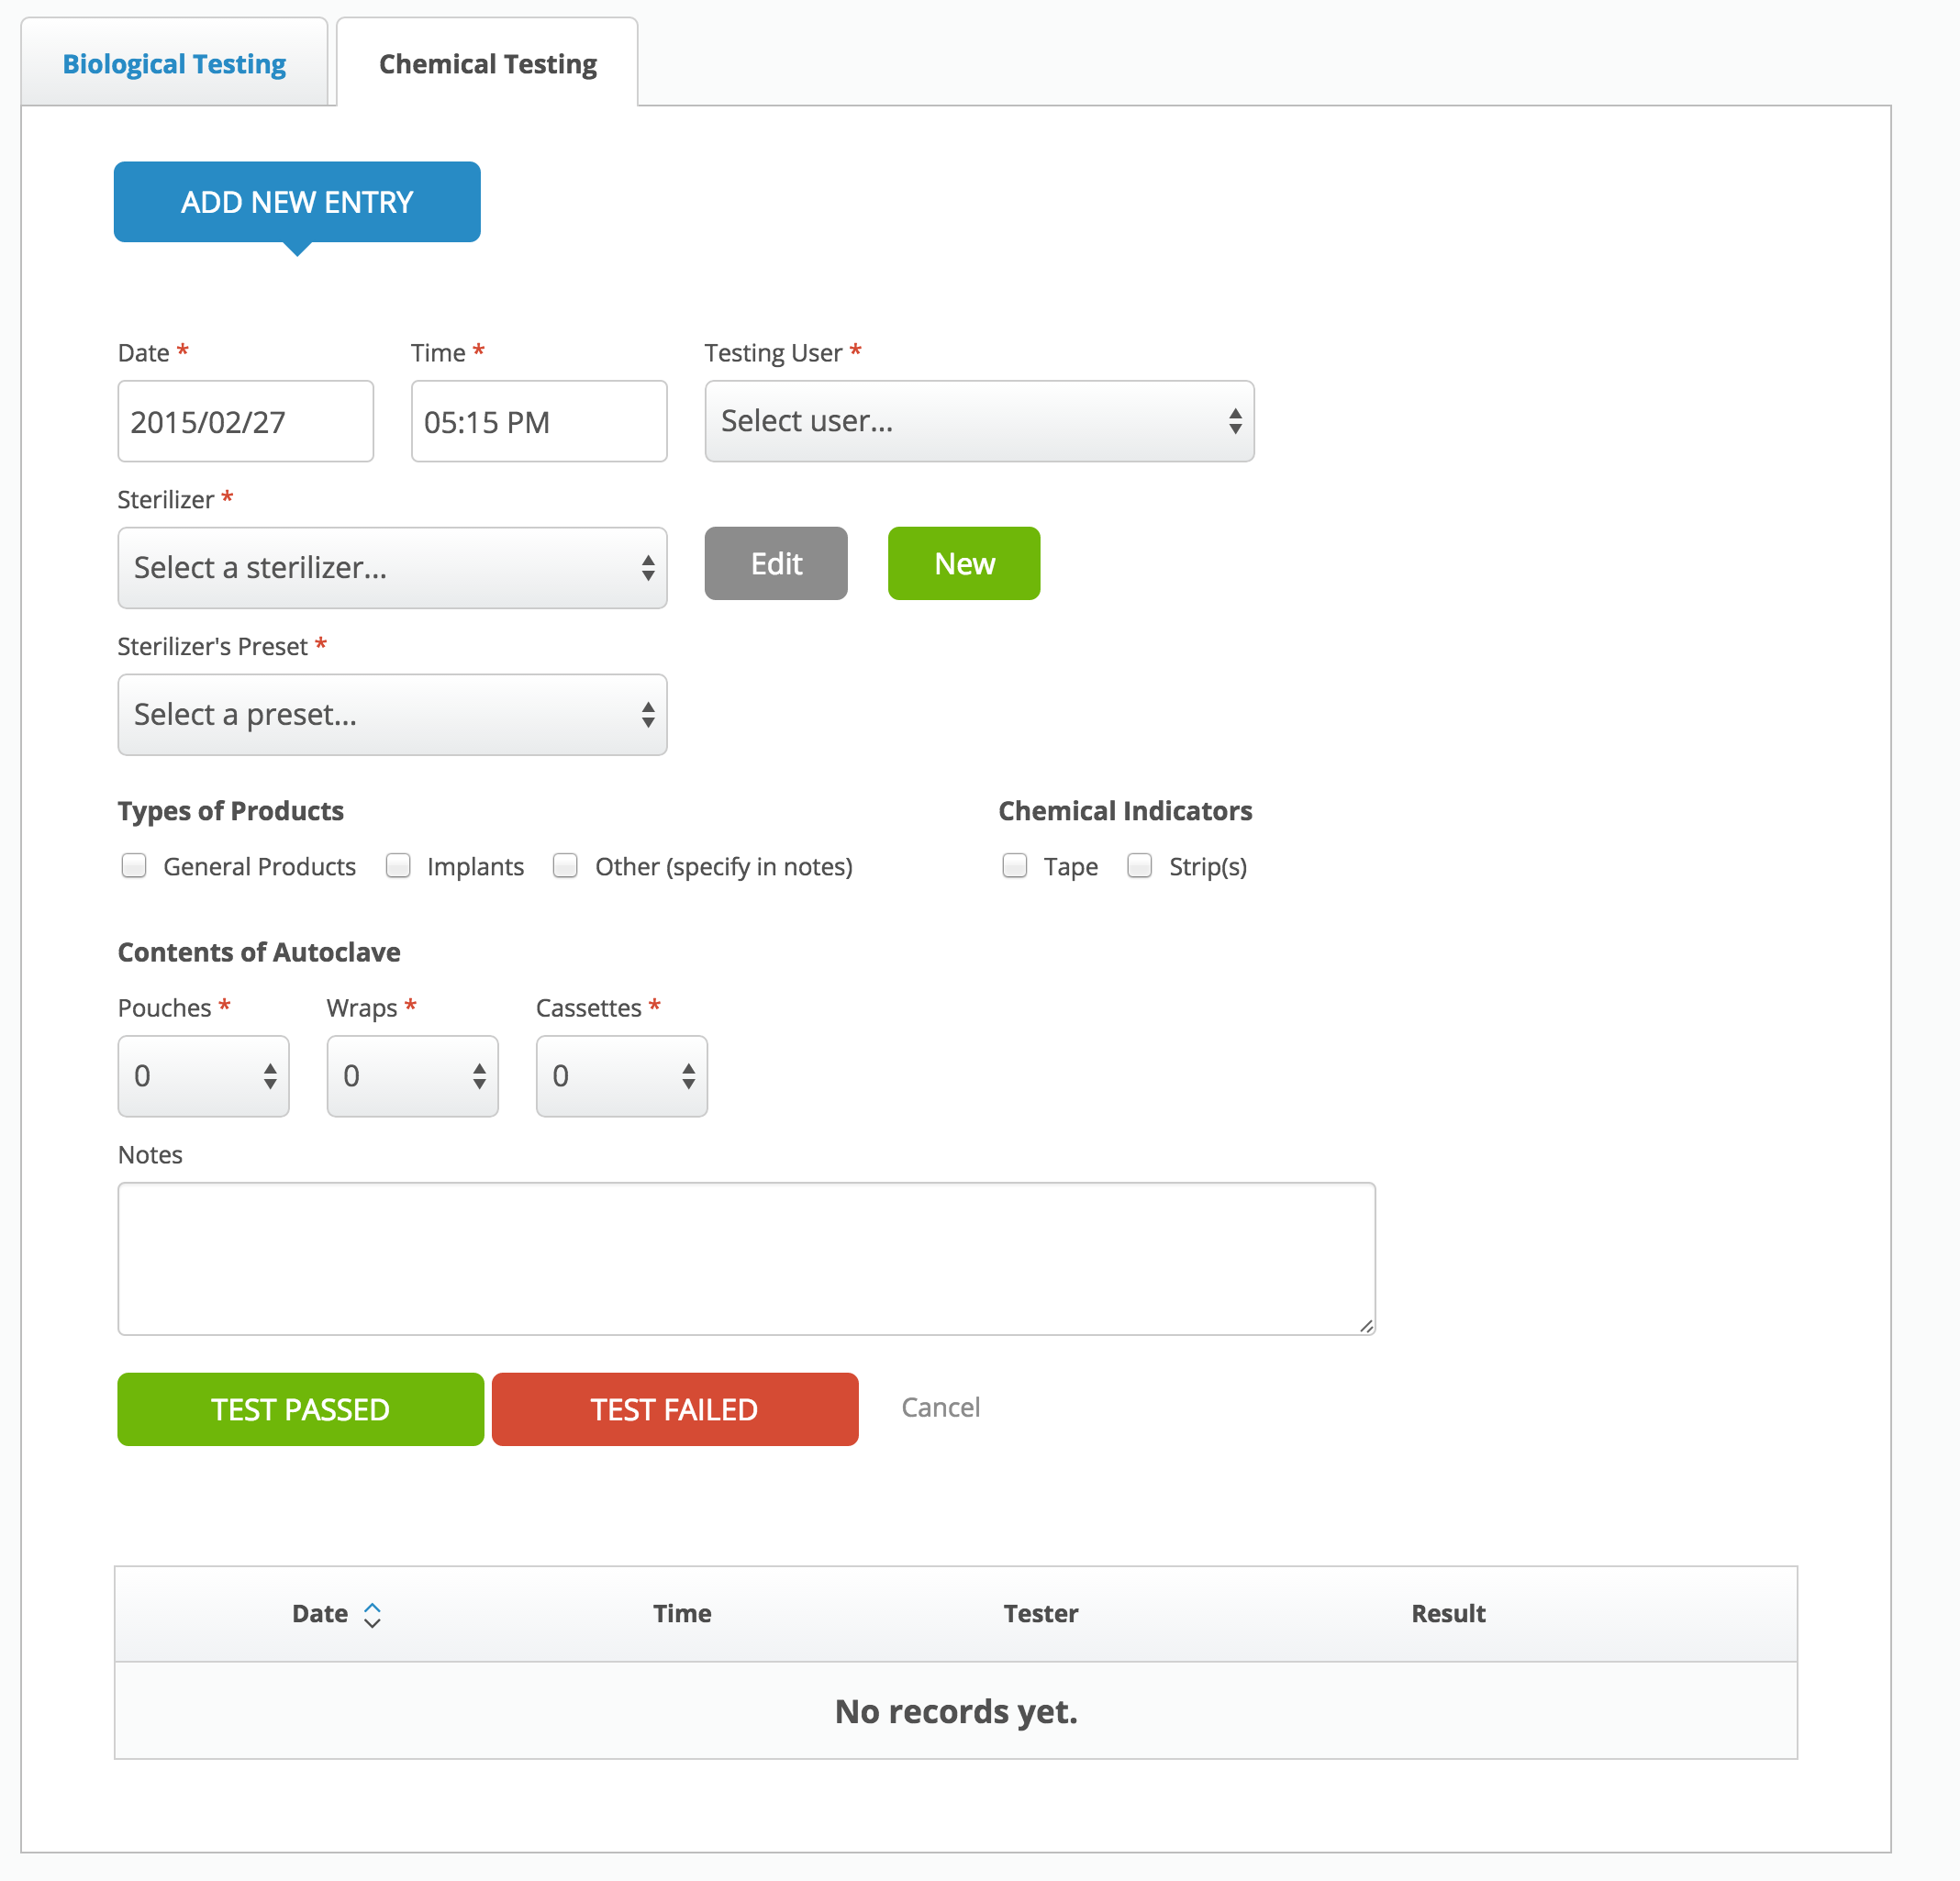 Biological Testing
Chemical Testing
ADD NEW ENTRY
Date * Time * Testing User *
2015/02/27 05:15 PM Select user...
Sterilizer *
Select a sterilizer... Edit New
Sterilizer's Preset *
Select a preset...
Types of Products Chemical Indicators
General Products Implants Other (specify in notes) Tape Strip(s)
Contents of Autoclave
Pouches * Wraps * Cassettes *
0 0 0
Notes
TEST PASSED TEST FAILED Cancel
Date Time Tester Result
No records yet.